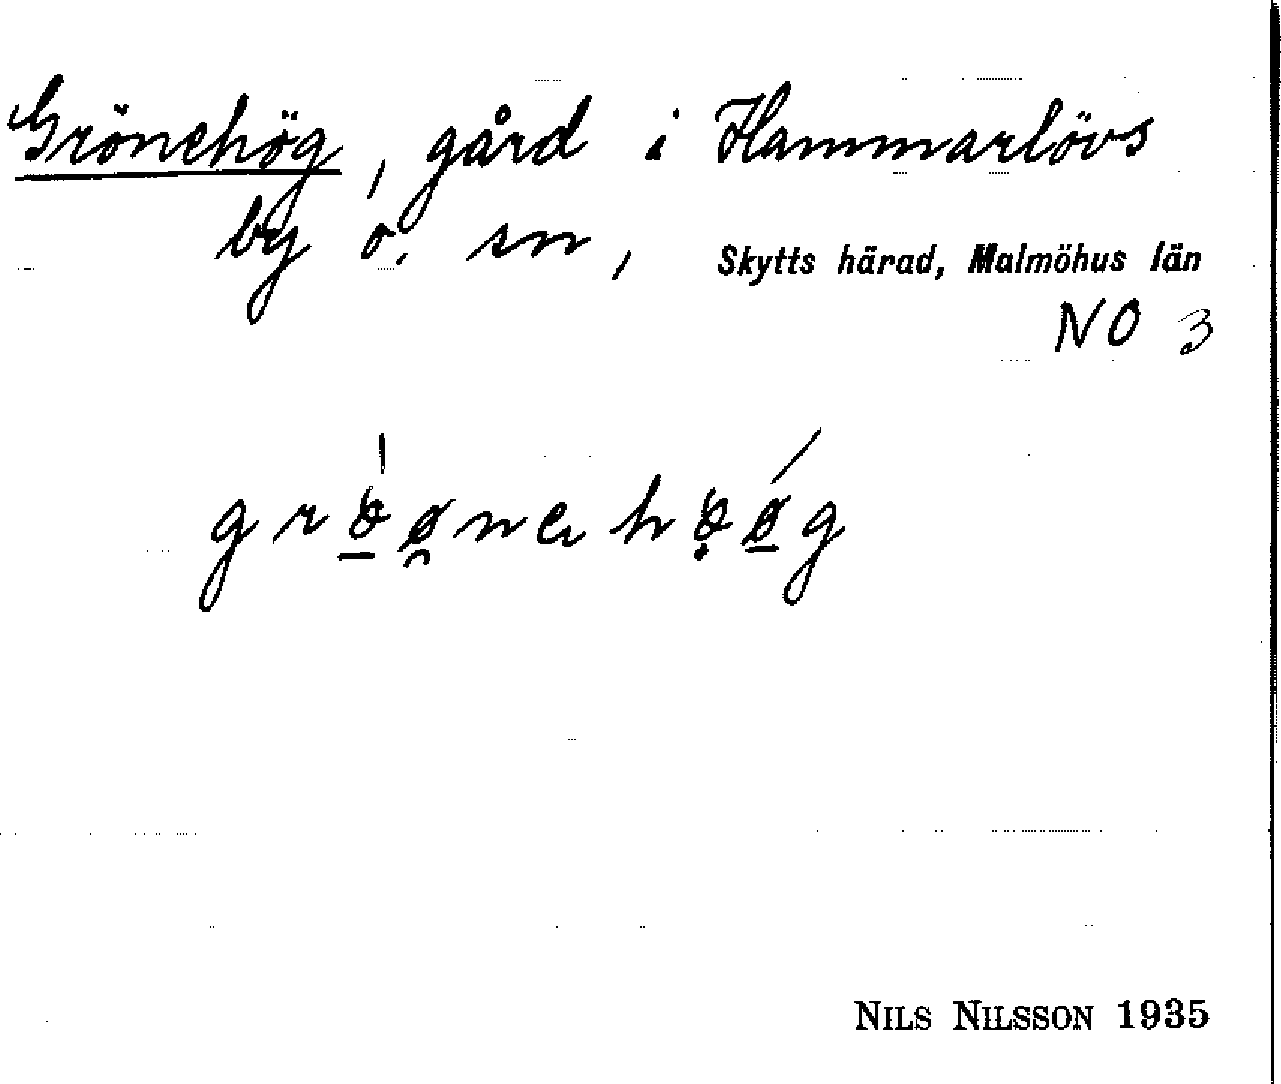 Grönehög, gård i Hammarlövs
by o. sn, Skytts härad, Malmöhus län
NO 3
NILS NILSSON 1935